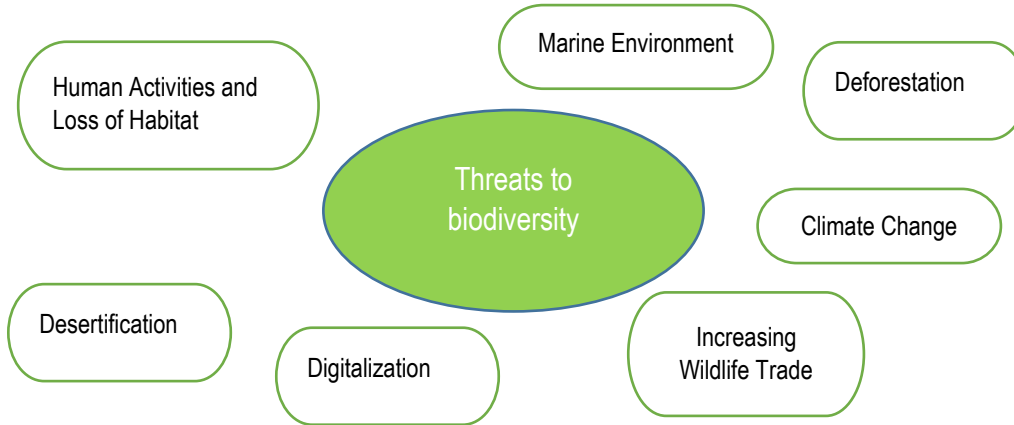 Marine Environment
Human Activities and
Loss of Habitat
Deforestation
Threats to
biodiversity
Climate Change
Desertification
Digitalization
Increasing
Wildlife Trade